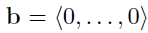 b = ⟨0, . . . , 0⟩